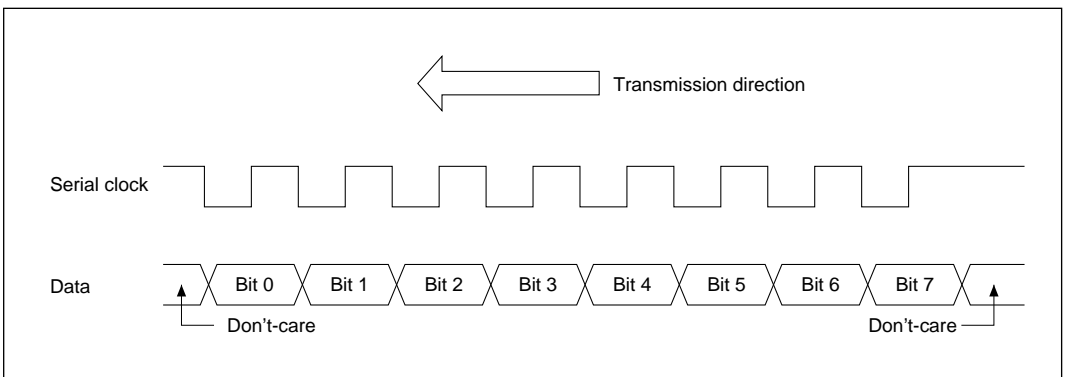 Transmission direction
Serial clock
Data
Bit 0 Bit 1 Bit 2 Bit 3 Bit 4 Bit 5 Bit 6 Bit 7
Don't-care Don't-care